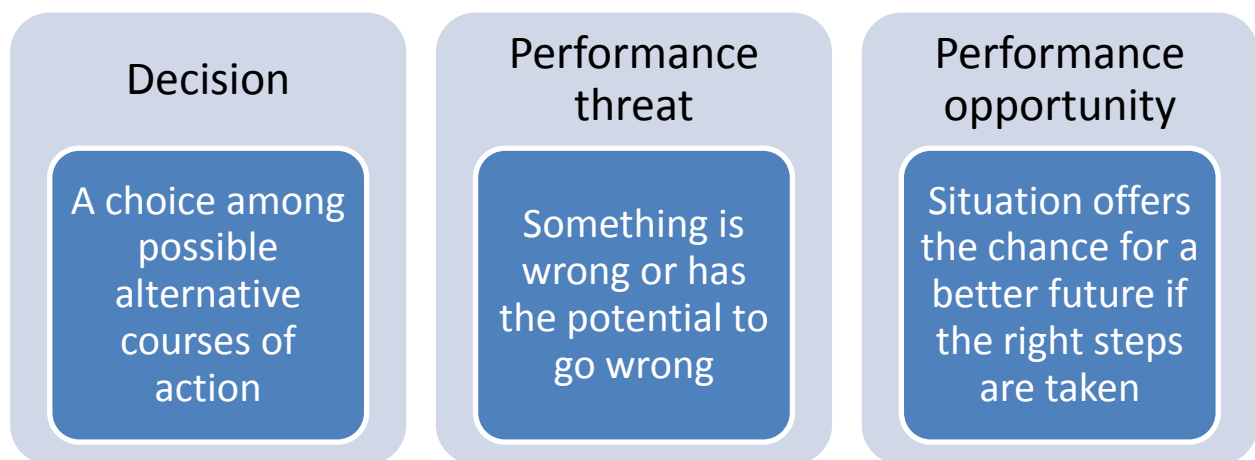 Decision
A choice among
possible
alternative
courses of
action
Performance
threat
Something is
wrong or has
the potential to
go wrong
Performance
opportunity
Situation offers
the chance for a
better future if
the right steps
are taken